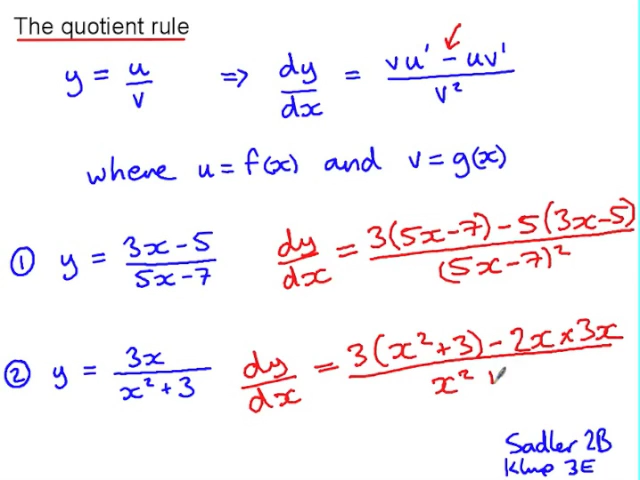 The quotient rule
y = u/v ⇒ dy/dx = (vu' - uv')/v²
where u = f(x) and v = g(x)
① y = (3x - 5)/(5x - 7) dy/dx = (3(5x - 7) - 5(3x - 5))/(5x - 7)²
② y = 3x/(x² + 3) dy/dx = (3(x² + 3) - 2x × 3x)/x²
Sadler 2B